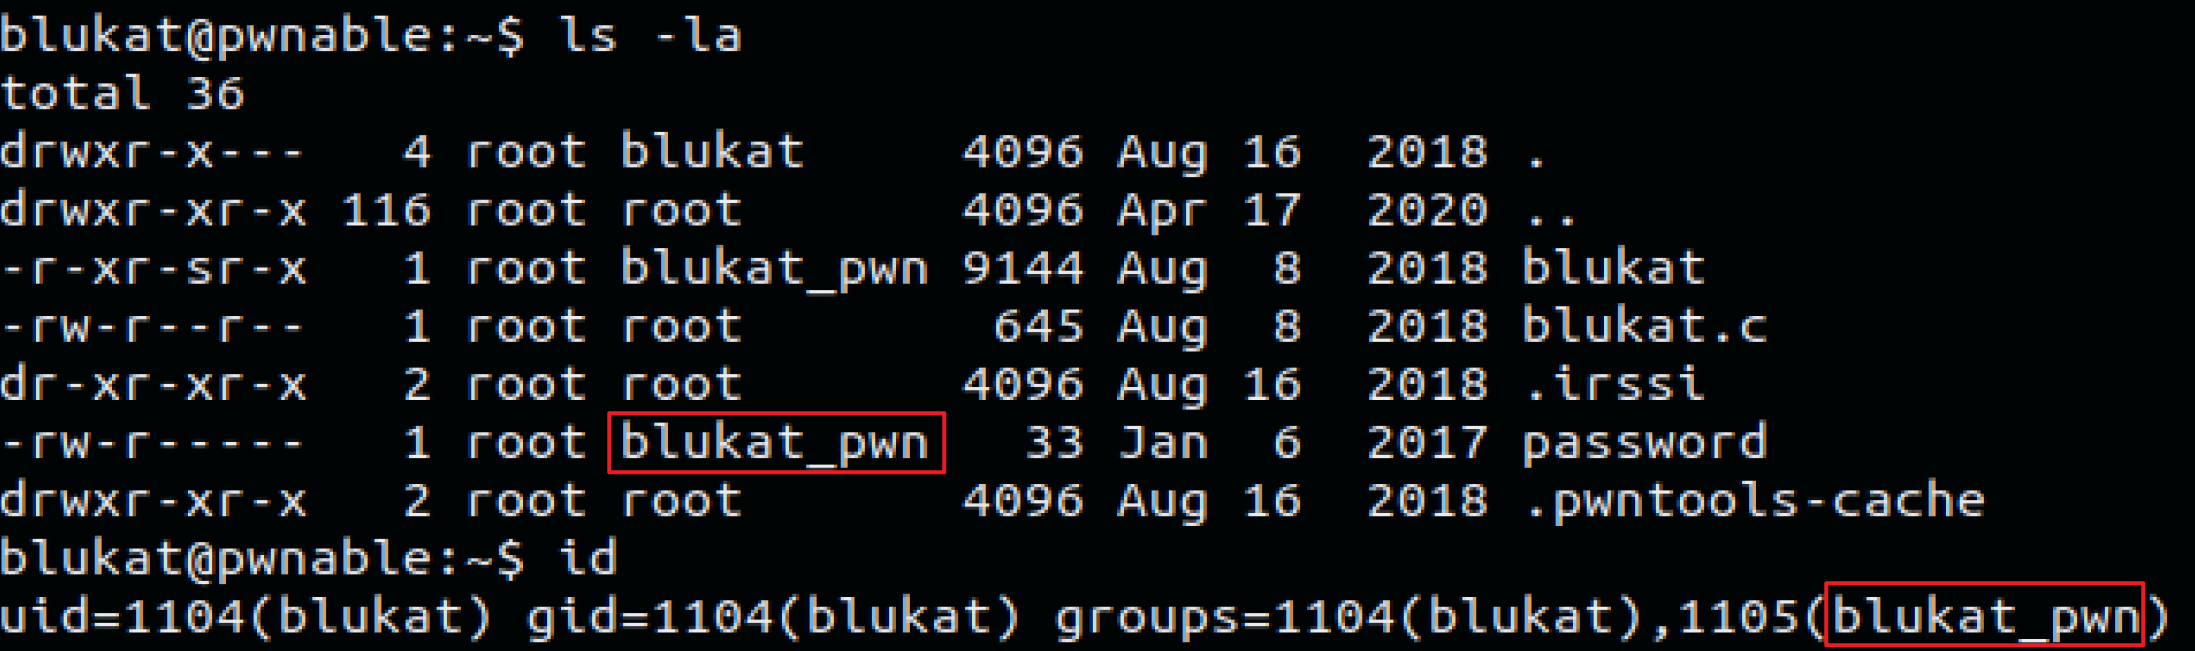 blukat@pwnable:~$ ls -la
total 36
drwxr-x---   4 root blukat     4096 Aug 16  2018 .
drwxr-xr-x 116 root root       4096 Apr 17  2020 ..
-r-xr-sr-x   1 root blukat_pwn 9144 Aug  8  2018 blukat
-rw-r--r--   1 root root        645 Aug  8  2018 blukat.c
dr-xr-xr-x   2 root root       4096 Aug 16  2018 .irssi
-rw-r-----   1 root blukat_pwn   33 Jan  6  2017 password
drwxr-xr-x   2 root root       4096 Aug 16  2018 .pwntools-cache
blukat@pwnable:~$ id
uid=1104(blukat) gid=1104(blukat) groups=1104(blukat),1105(blukat_pwn)